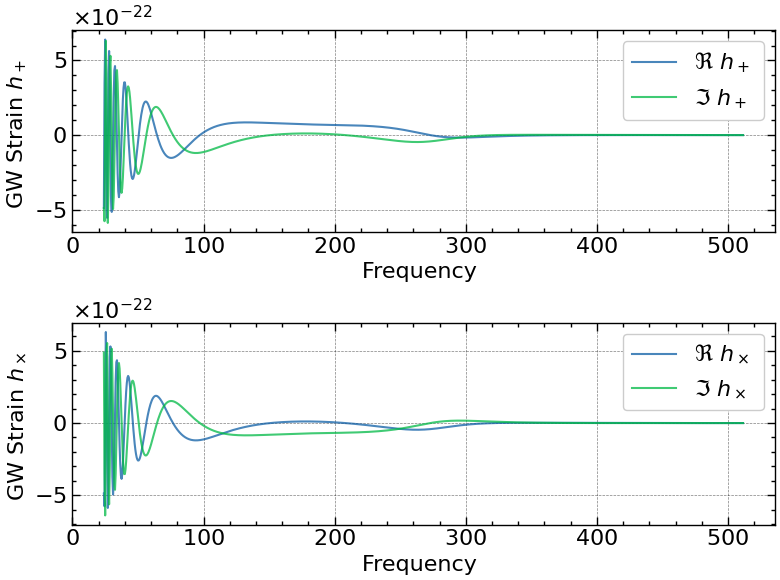 ×10⁻²²
GW Strain h₊
5
0
−5
ℜ h₊
ℑ h₊
0 100 200 300 400 500
Frequency
×10⁻²²
GW Strain h×
5
0
−5
ℜ h×
ℑ h×
0 100 200 300 400 500
Frequency